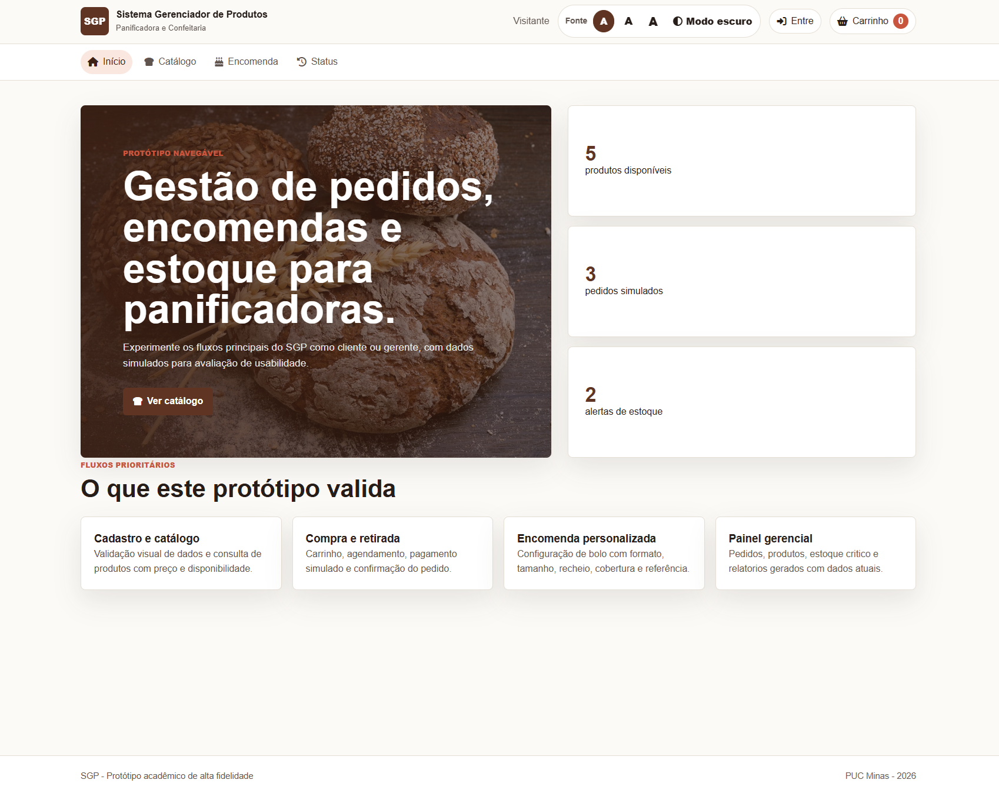 SGP
Sistema Gerenciador de Produtos
Panificadora e Confeitaria
Visitante
Fonte A A A Modo escuro
Entre
Carrinho 0
Início
Catálogo
Encomenda
Status
PROTÓTIPO NAVEGÁVEL
Gestão de pedidos,
encomendas e
estoque para
panificadoras.
Experimente os fluxos principais do SGP como cliente ou gerente, com dados
simulados para avaliação de usabilidade.
Ver catálogo
5
produtos disponíveis
3
pedidos simulados
2
alertas de estoque
FLUXOS PRIORITÁRIOS
O que este protótipo valida
Cadastro e catálogo
Validação visual de dados e consulta de
produtos com preço e disponibilidade.
Compra e retirada
Carrinho, agendamento, pagamento
simulado e confirmação do pedido.
Encomenda personalizada
Configuração de bolo com formato,
tamanho, recheio, cobertura e referência.
Painel gerencial
Pedidos, produtos, estoque critico e
relatorios gerados com dados atuais.
SGP - Protótipo acadêmico de alta fidelidade
PUC Minas - 2026